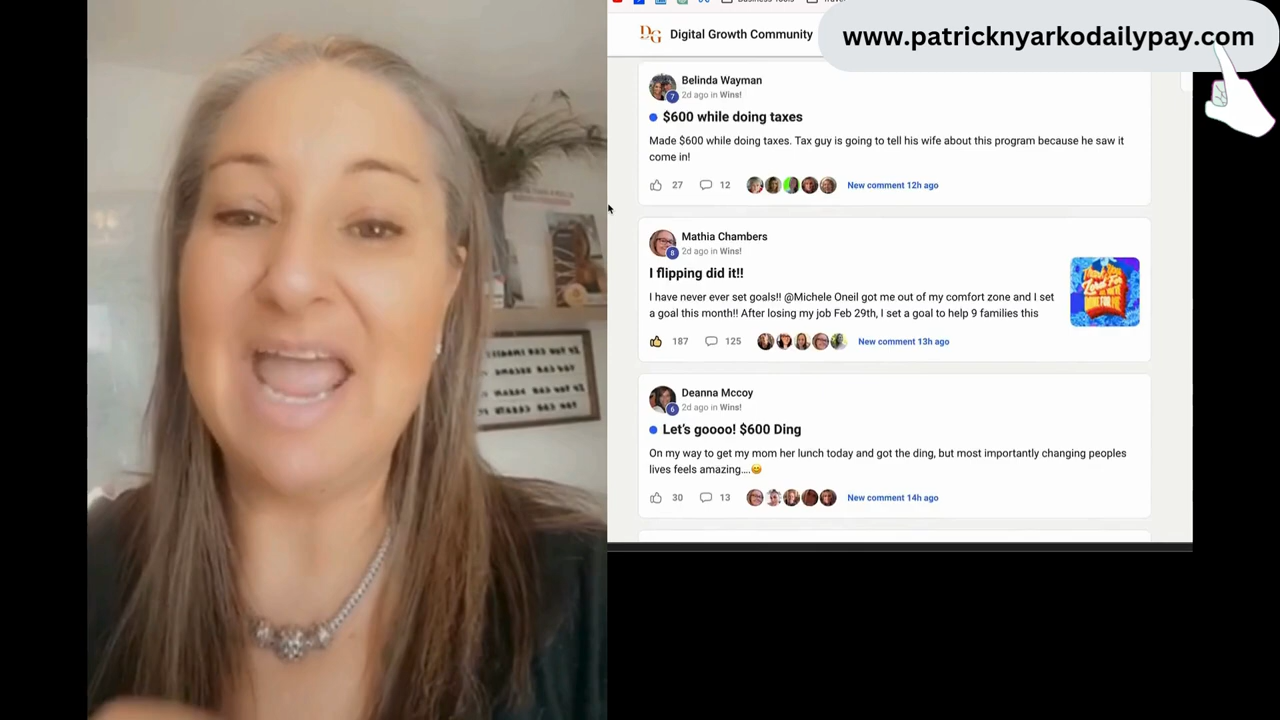 www.patricknyarkodailypay.com
Digital Growth Community
Belinda Wayman
7
2d ago in Wins!
$600 while doing taxes
Made $600 while doing taxes. Tax guy is going to tell his wife about this program because he saw it
come in!
27
12
New comment 12h ago
Mathia Chambers
8
2d ago in Wins!
I flipping did it!!
I have never ever set goals!! @Michele Oneil got me out of my comfort zone and I set
a goal this month!! After losing my job Feb 29th, I set a goal to help 9 families this
187
125
New comment 13h ago
Deanna Mccoy
6
2d ago in Wins!
Let's goooo! $600 Ding
On my way to get my mom her lunch today and got the ding, but most importantly changing peoples
lives feels amazing....😊
30
13
New comment 14h ago